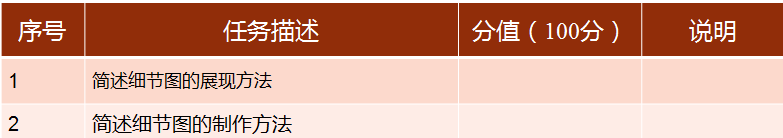 序号 任务描述 分值（100分） 说明
1 简述细节图的展现方法
2 简述细节图的制作方法